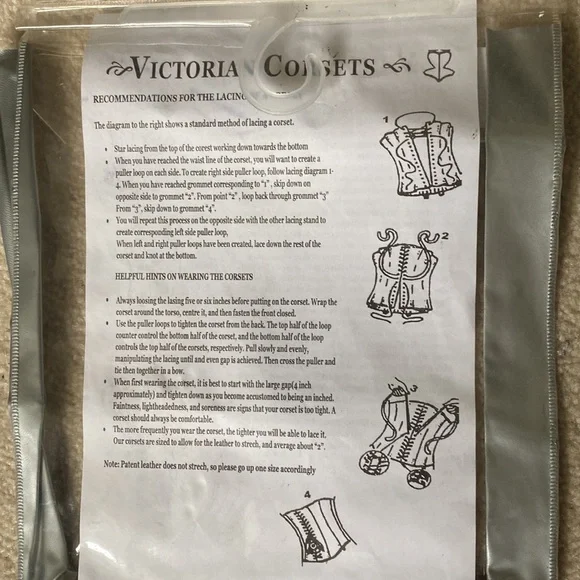 VICTORIAN CORSETS
RECOMMENDATIONS FOR THE LACING
The diagram to the right shows a standard method of lacing a corset.
• Star lacing from the top of the corest working down towards the bottom
• When you have reached the waist line of the corset, you will want to create a
puller loop on each side. To create right side puller loop, follow lacing diagram 1-
4. When you have reached grommet corresponding to "1" , skip down on
opposite side to grommet "2". From point "2" , loop back through grommet "3"
From "3", skip down to grommet "4".
• You will repeat this process on the opposite side with the other lacing stand to
create corresponding left side puller loop,
When left and right puller loops have been created, lace down the rest of the
corset and knot at the bottom.
HELPFUL HINTS ON WEARING THE CORSETS
• Always loosing the lasing five or six inches before putting on the corset. Wrap the
corset around the torso, centre it, and then fasten the front closed.
• Use the puller loops to tighten the corset from the back. The top half of the loop
counter control the bottom half of the corset, and the bottom half of the loop
controls the top half of the corsets, respectively. Pull slowly and evenly,
manipulating the lacing until and even gap is achieved. Then cross the puller and
tie then together in a bow.
• When first wearing the corset, it is best to start with the large gap(4 inch
approximately) and tighten down as you become accustomed to being an inched.
Faintness, lightheadedness, and soreness are signs that your corset is too tight. A
corset should always be comfortable.
• The more frequently you wear the corset, the tighter you will be able to lace it.
Our corsets are sized to allow for the leather to strech, and average about "2".
Note: Patent leather does not strech, so please go up one size accordingly
1
2
3
4